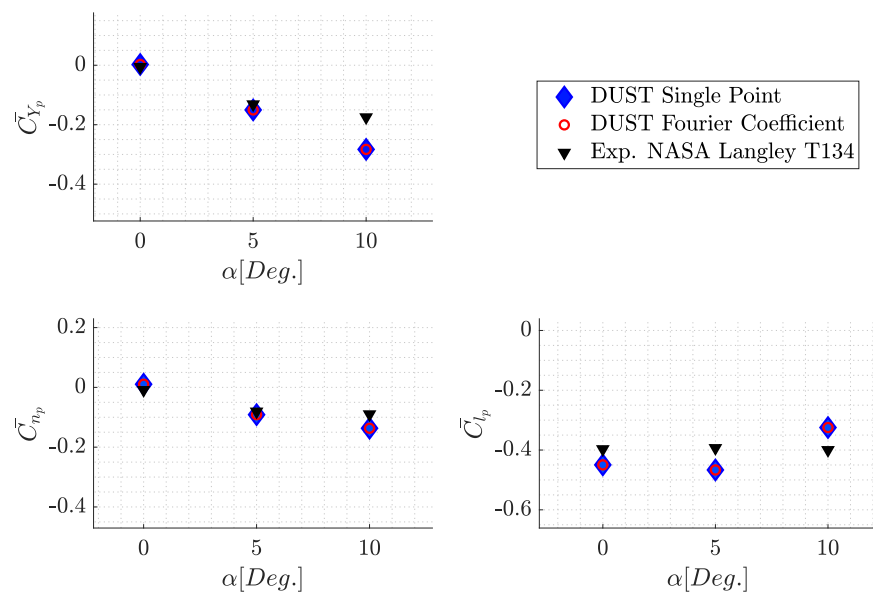 0
-0.2
-0.4
C̄_{Y_p}
0 5 10
α[Deg.]
DUST Single Point
DUST Fourier Coefficient
Exp. NASA Langley T134
0.2
0
-0.2
-0.4
C̄_{n_p}
0 5 10
α[Deg.]
0
-0.2
-0.4
-0.6
C̄_{l_p}
0 5 10
α[Deg.]